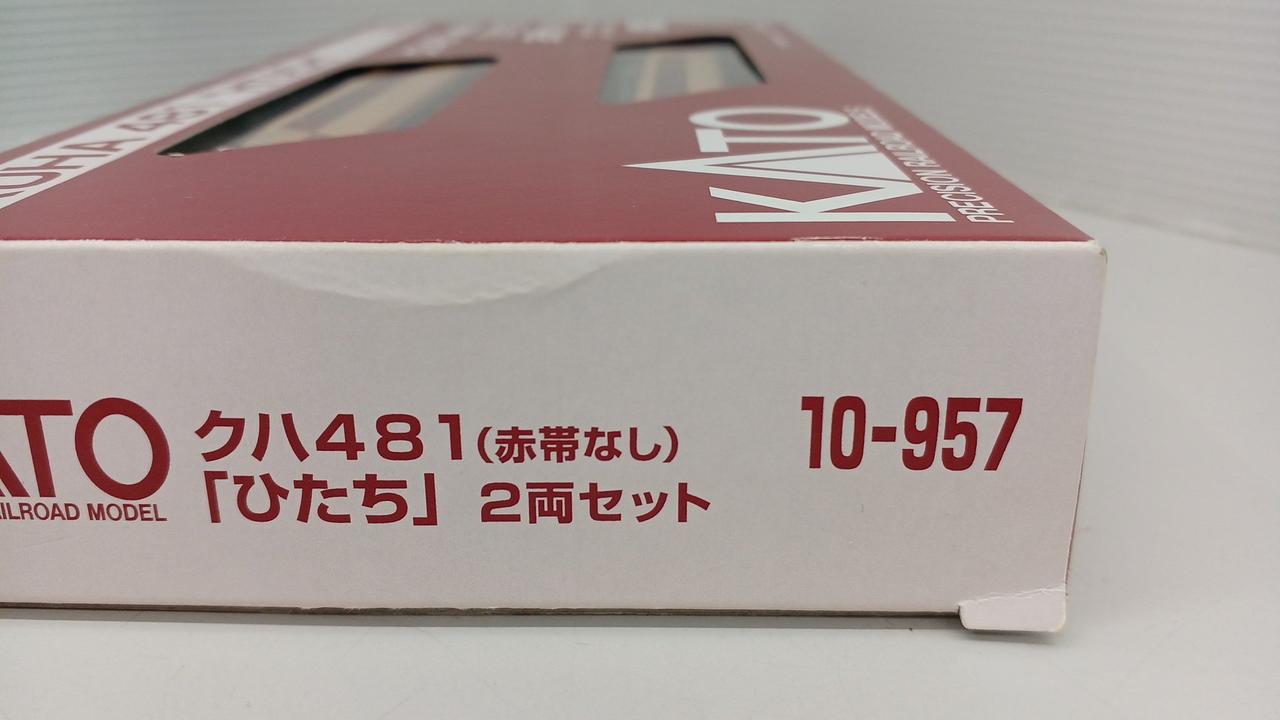 KATO
PRECISION RAILROAD MODELS
クハ481(赤帯なし)
「ひたち」 2両セット
10-957
ATO
RAILROAD MODEL